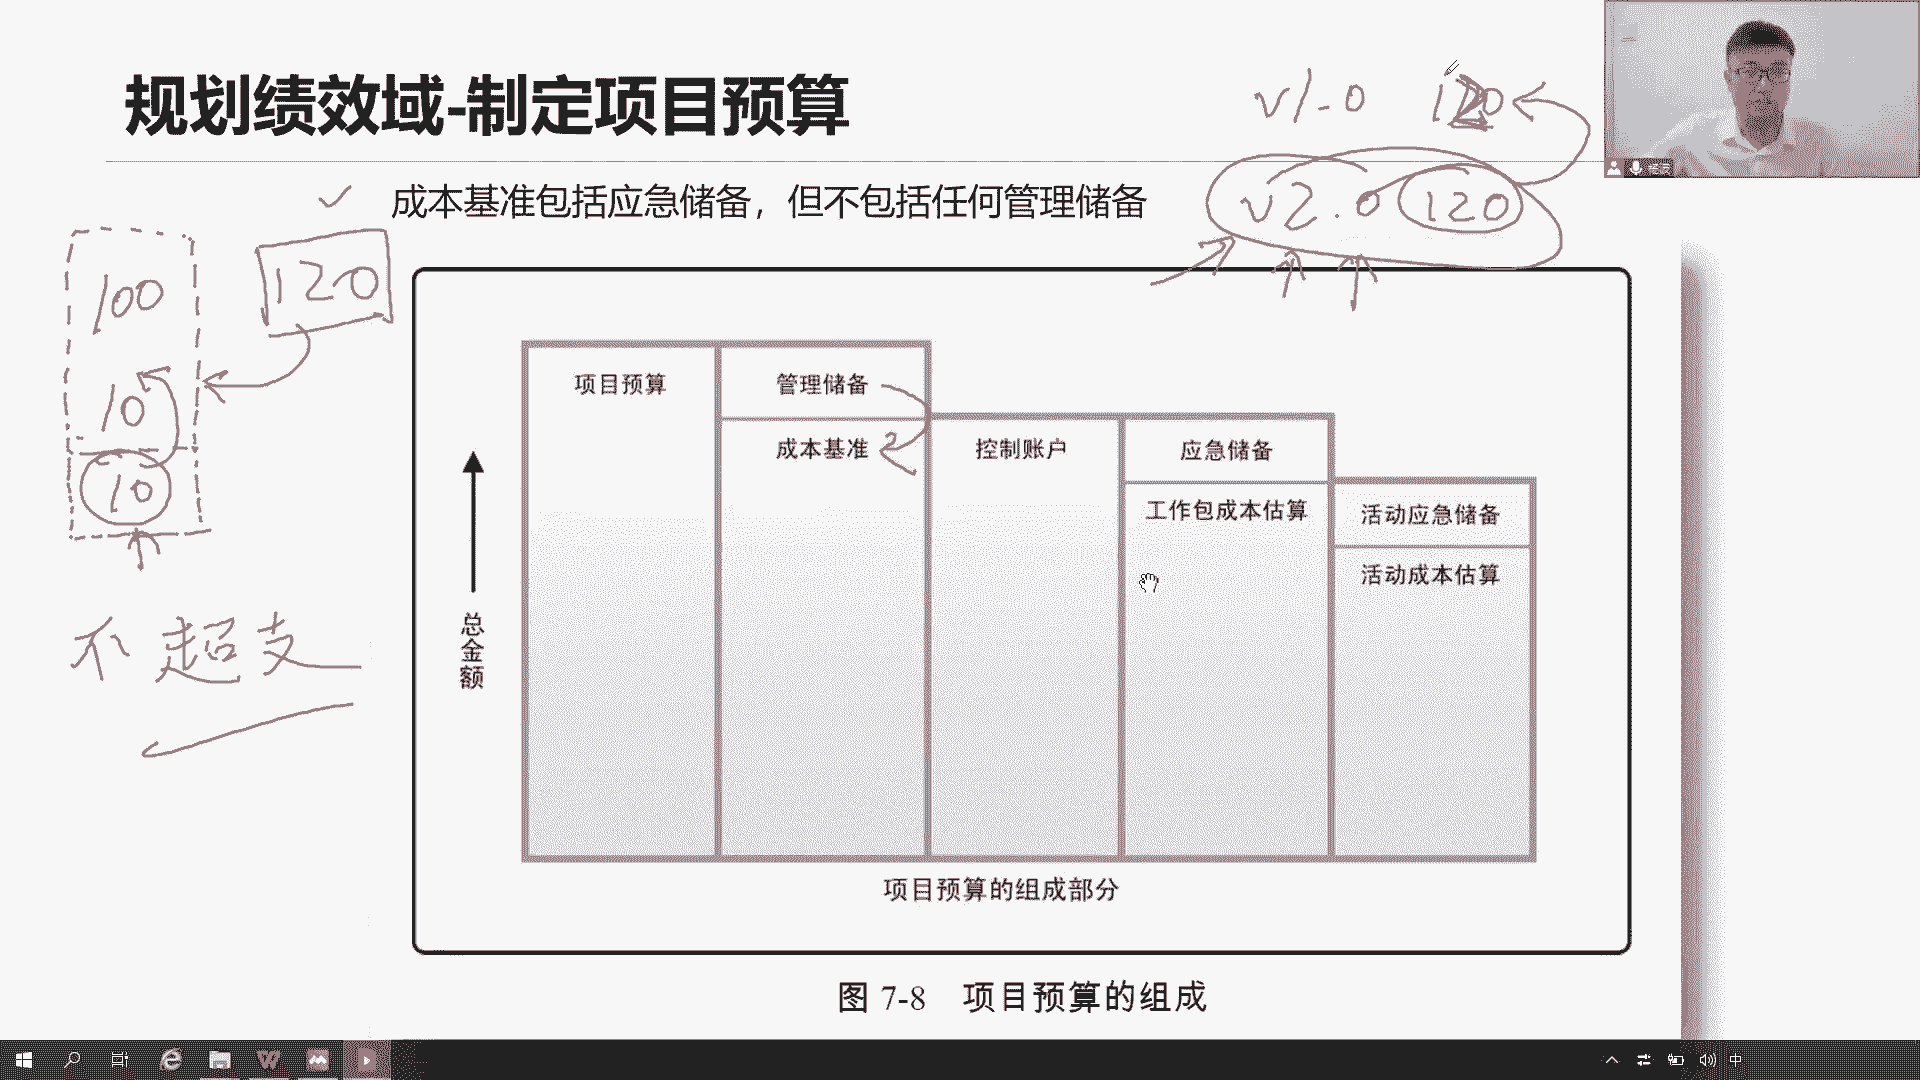 规划绩效域-制定项目预算
v1.0 120
成本基准包括应急储备，但不包括任何管理储备
v2.0 120
100
120
10
10
不超支
项目预算
管理储备
成本基准
控制账户
应急储备
工作包成本估算
活动应急储备
活动成本估算
总金额
项目预算的组成部分
图 7-8 项目预算的组成
中